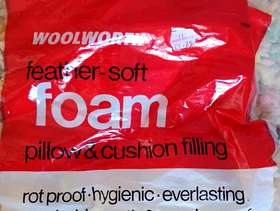 WOOLWORTH
feather-soft
foam
pillow & cushion filling
rot proof·hygienic·everlasting